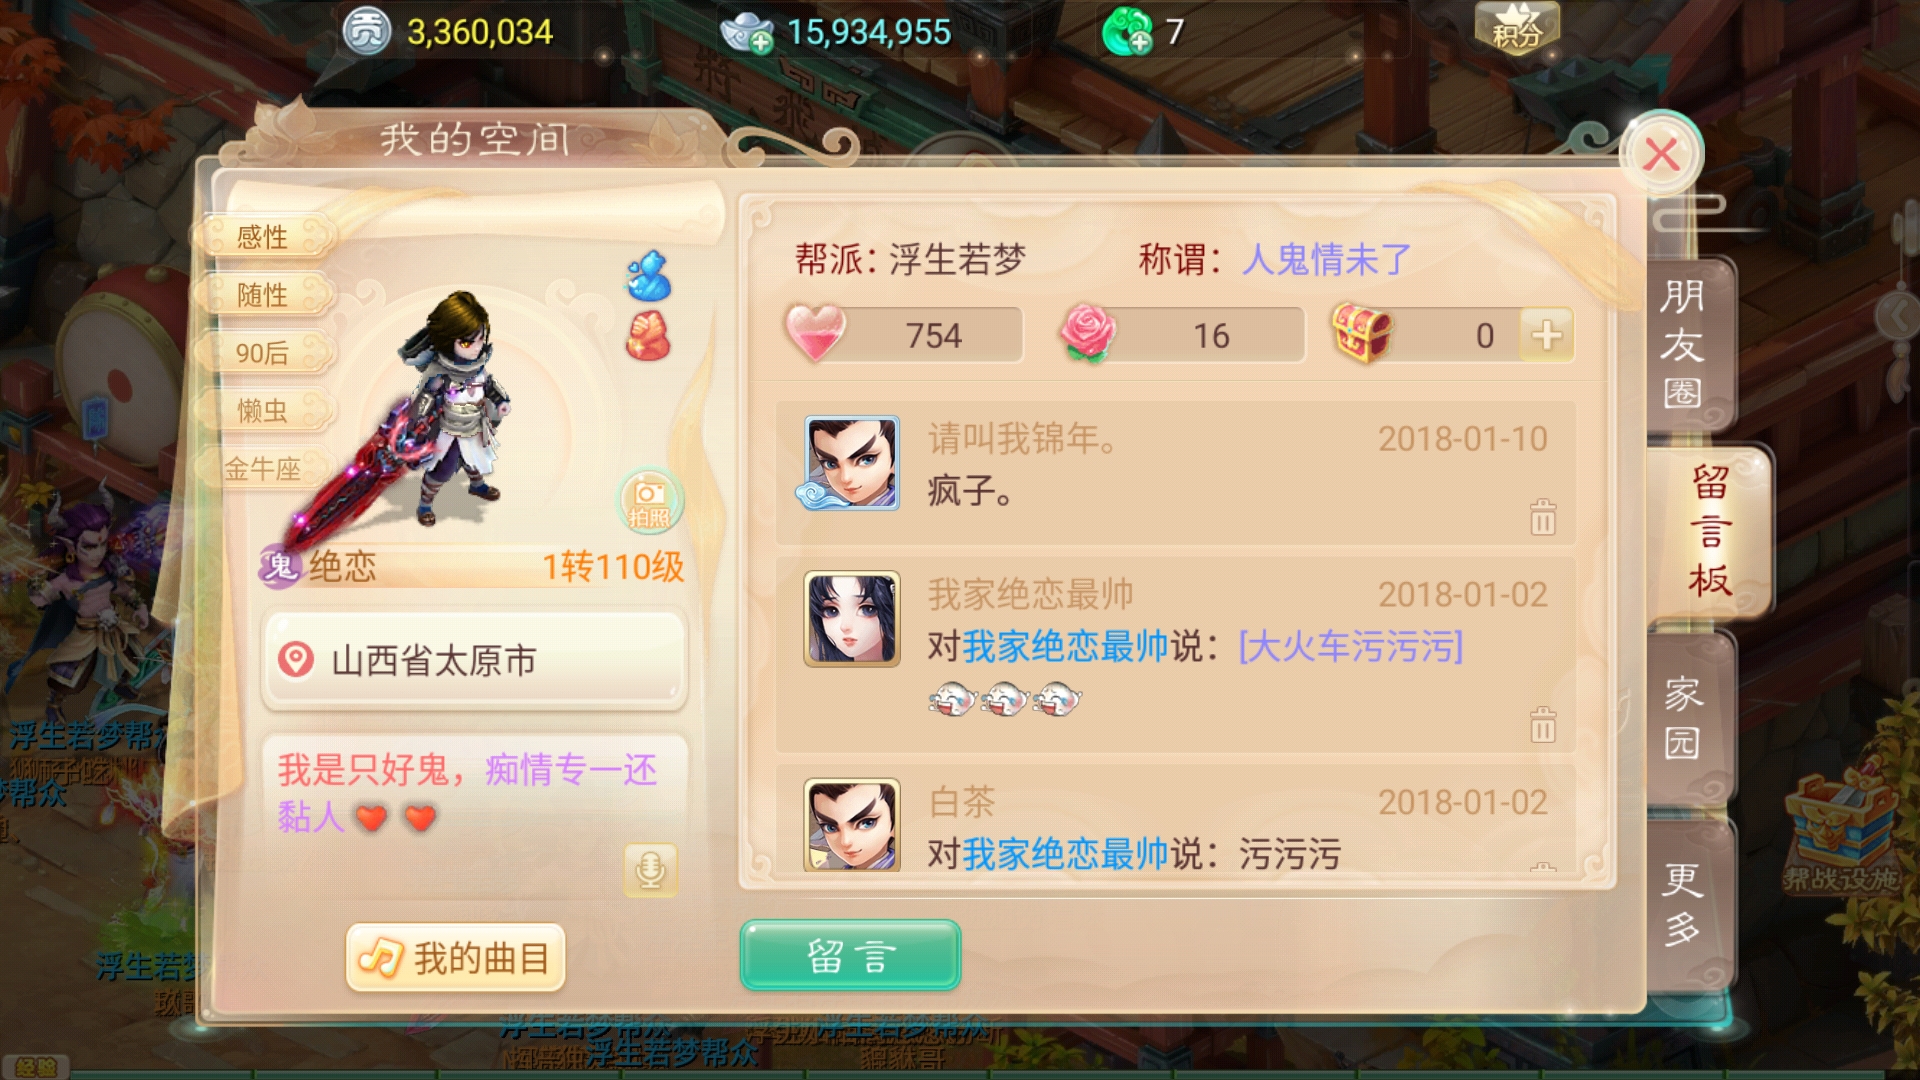 3,360,034
15,934,955
7
积分
我的空间
感性
随性
90后
懒虫
金牛座
拍照
鬼 绝恋
1转110级
山西省太原市
我是只好鬼，痴情专一还
黏人
我的曲目
帮派：浮生若梦
称谓：人鬼情未了
754
16
0
请叫我锦年。
2018-01-10
疯子。
我家绝恋最帅
2018-01-02
对我家绝恋最帅说：[大火车污污污]
白茶
2018-01-02
对我家绝恋最帅说：污污污
留言
朋友圈
留言板
家园
更多
帮战设施
浮生若梦帮众
经验